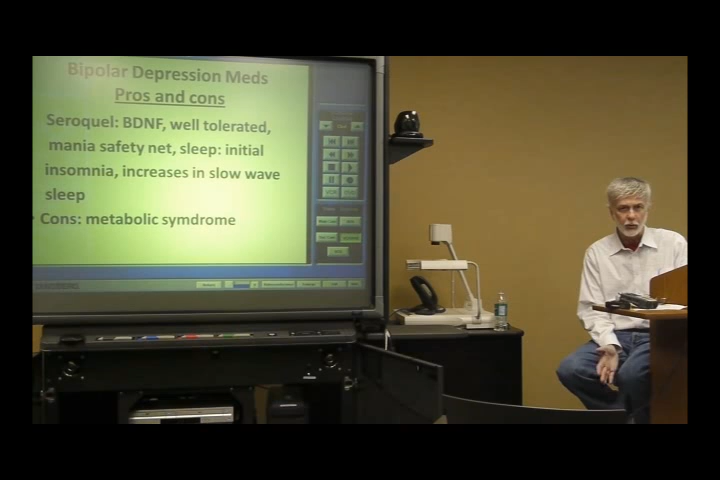 Bipolar Depression Meds
Pros and cons
Seroquel: BDNF, well tolerated,
mania safety net, sleep: initial
insomnia, increases in slow wave
sleep
• Cons: metabolic symdrome